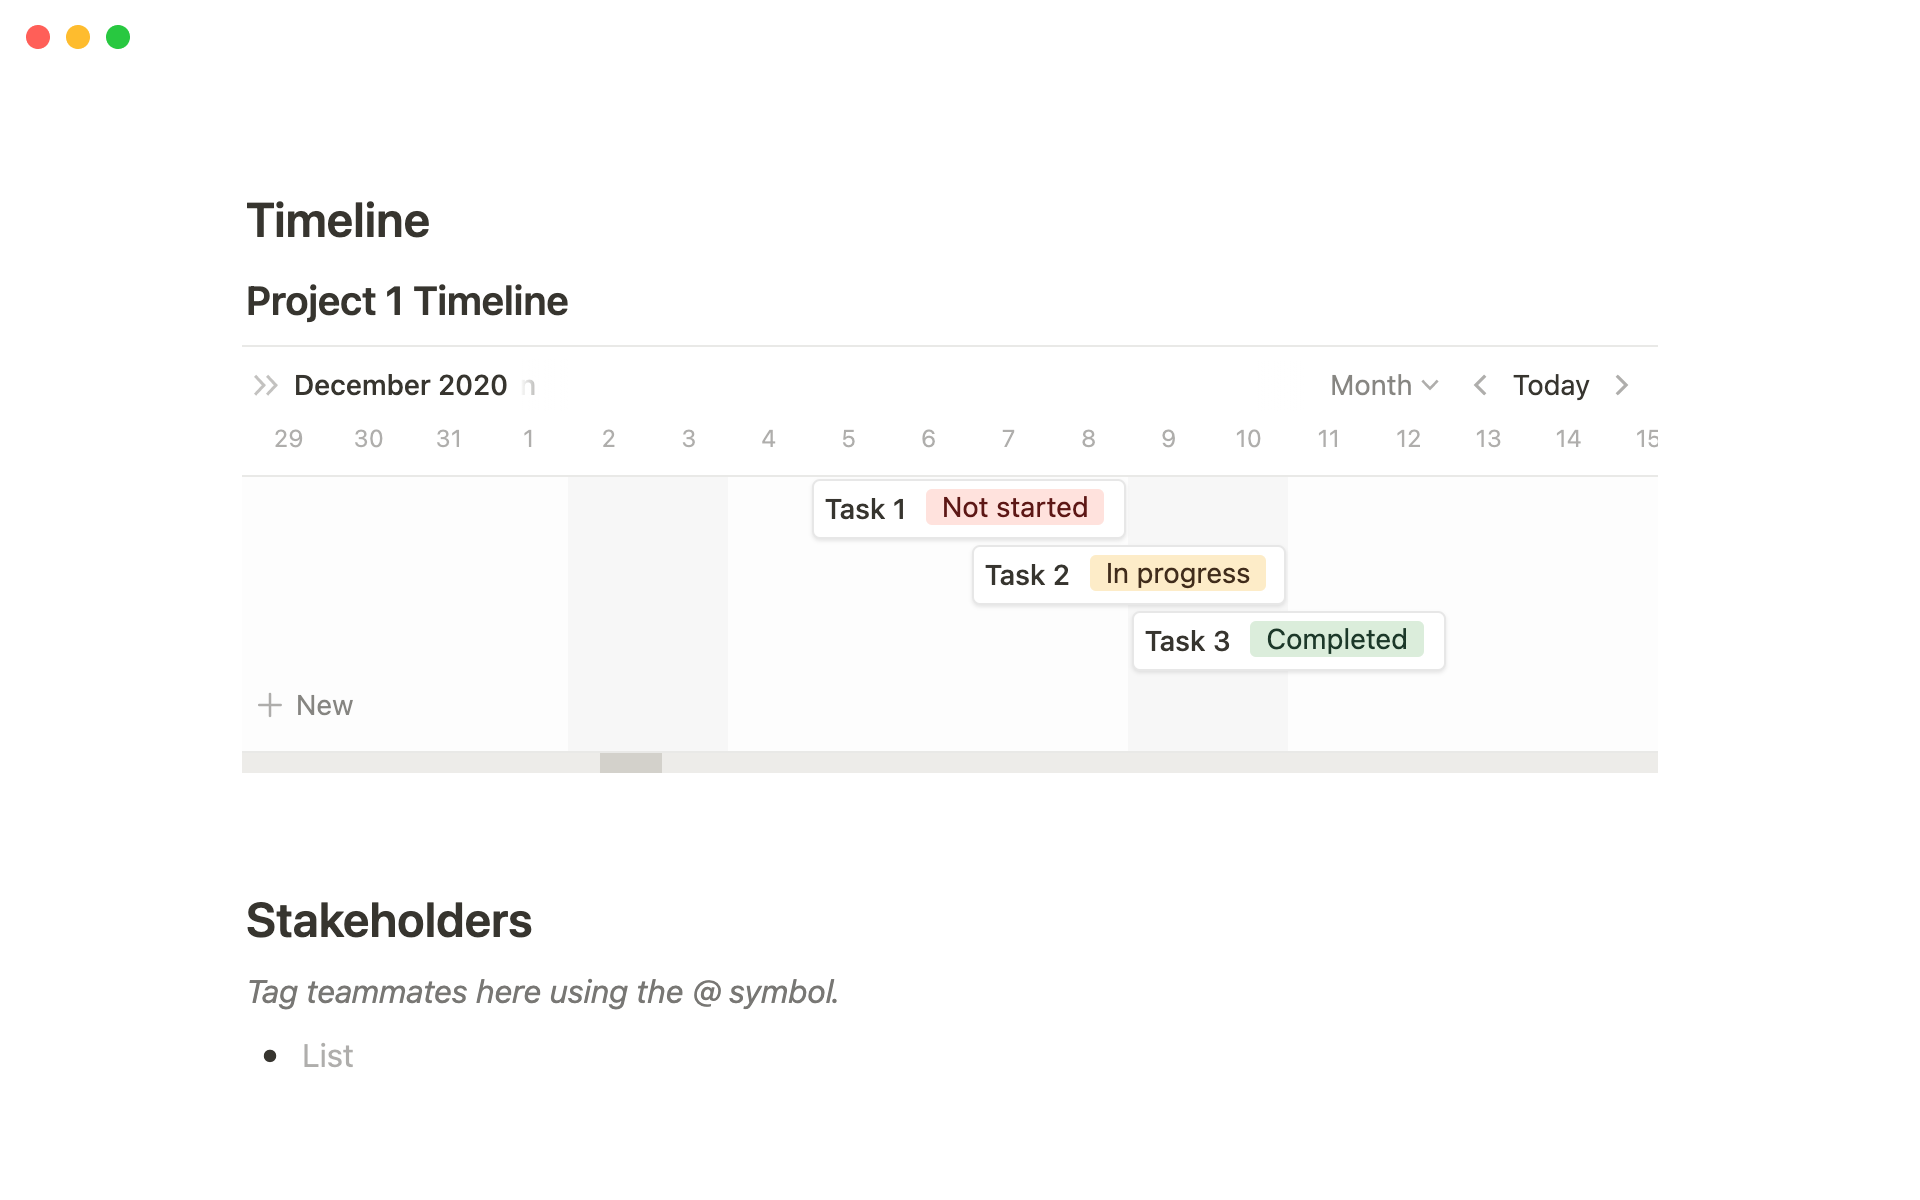 Timeline
Project 1 Timeline
December 2020 n Month Today
29 30 31 1 2 3 4 5 6 7 8 9 10 11 12 13 14 15
Task 1 Not started
Task 2 In progress
Task 3 Completed
New
Stakeholders
Tag teammates here using the @ symbol.
• List